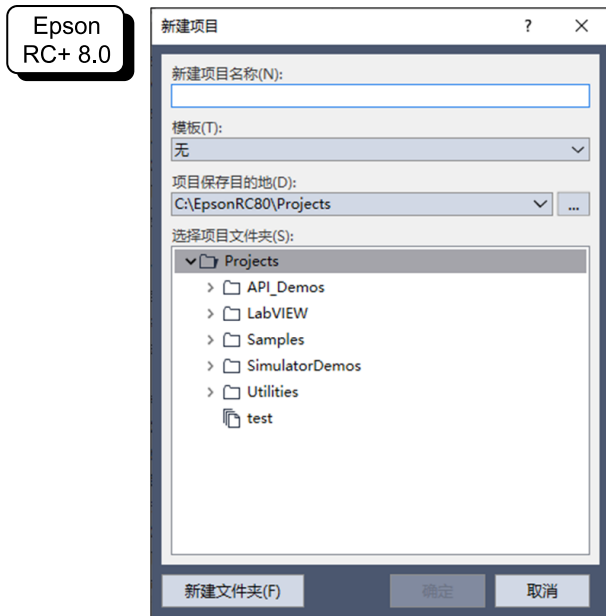 Epson
RC+ 8.0
新建项目
?
新建项目名称(N):
模板(T):
无
项目保存目的地(D):
C:\EpsonRC80\Projects
...
选择项目文件夹(S):
Projects
API_Demos
LabVIEW
Samples
SimulatorDemos
Utilities
test
新建文件夹(F)
确定
取消